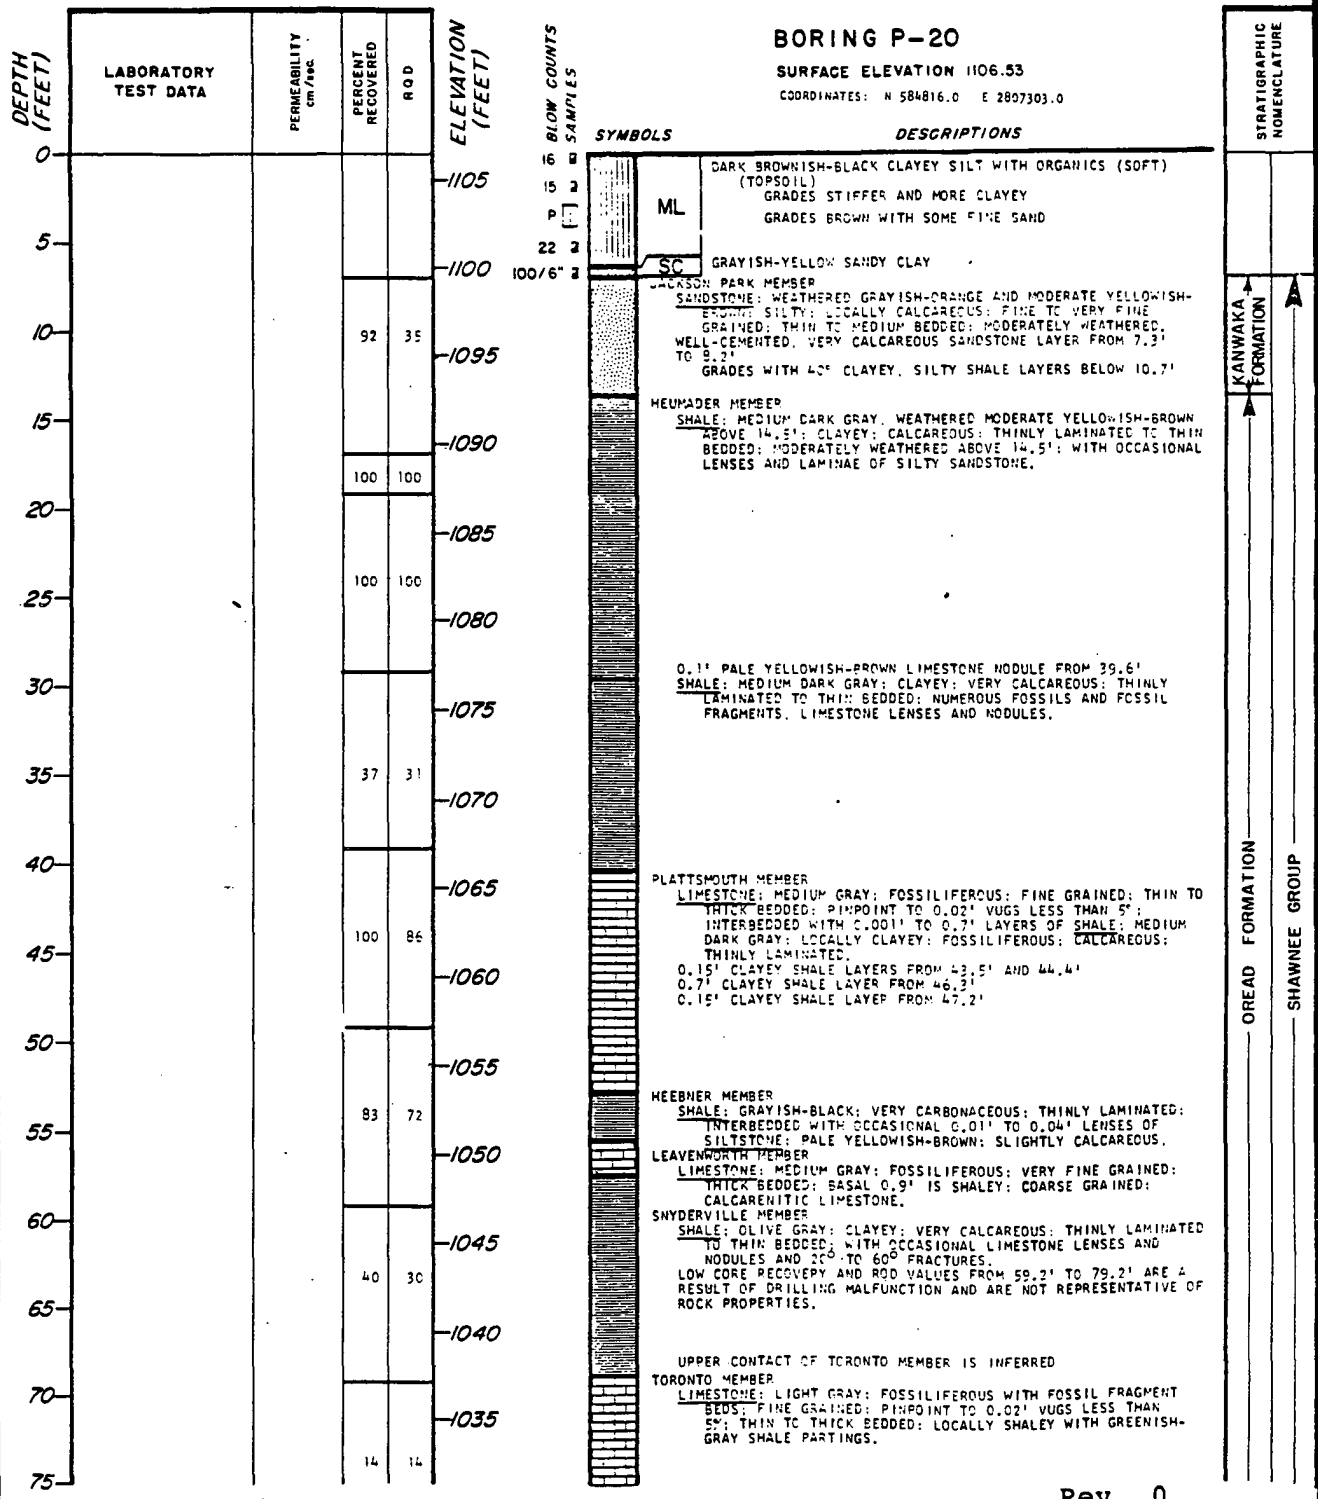 DEPTH (FEET)
LABORATORY TEST DATA
PERMEABILITY cm/sec.
PERCENT RECOVERED
RQD
ELEVATION (FEET)
BLOW COUNTS
SAMPLES
BORING P-20
SURFACE ELEVATION 1106.53
COORDINATES: N 584816.0 E 2807303.0
SYMBOLS
DESCRIPTIONS
STRATIGRAPHIC NOMENCLATURE
0
5
10
15
20
25
30
35
40
45
50
55
60
65
70
75
92 35
100 100
100 100
37 31
100 86
83 72
40 30
14 14
1105
1100
1095
1090
1085
1080
1075
1070
1065
1060
1055
1050
1045
1040
1035
16
15
P
22
100/6"
ML
SC
DARK BROWNISH-BLACK CLAYEY SILT WITH ORGANICS (SOFT)
(TOPSOIL)
GRADES STIFFER AND MORE CLAYEY
GRADES BROWN WITH SOME FINE SAND
GRAYISH-YELLOW SANDY CLAY
JACKSON PARK MEMBER
SANDSTONE: WEATHERED GRAYISH-ORANGE AND MODERATE YELLOWISH-
BROWN: SILTY: LOCALLY CALCAREOUS: FINE TO VERY FINE
GRAINED: THIN TO MEDIUM BEDDED: MODERATELY WEATHERED.
WELL-CEMENTED, VERY CALCAREOUS SANDSTONE LAYER FROM 7.3'
TO 9.2'
GRADES WITH CLAYEY, SILTY SHALE LAYERS BELOW 10.7'
HEUMADER MEMBER
SHALE: MEDIUM DARK GRAY, WEATHERED MODERATE YELLOWISH-BROWN
ABOVE 14.5': CLAYEY: CALCAREOUS: THINLY LAMINATED TO THIN
BEDDED: MODERATELY WEATHERED ABOVE 14.5': WITH OCCASIONAL
LENSES AND LAMINAE OF SILTY SANDSTONE.
0.1' PALE YELLOWISH-BROWN LIMESTONE NODULE FROM 39.6'
SHALE: MEDIUM DARK GRAY: CLAYEY: VERY CALCAREOUS: THINLY
LAMINATED TO THIN BEDDED: NUMEROUS FOSSILS AND FOSSIL
FRAGMENTS, LIMESTONE LENSES AND NODULES.
PLATTSMOUTH MEMBER
LIMESTONE: MEDIUM GRAY: FOSSILIFEROUS: FINE GRAINED: THIN TO
THICK BEDDED: PINPOINT TO 0.02' VUGS LESS THAN 5%:
INTERBEDDED WITH 0.001' TO 0.7' LAYERS OF SHALE: MEDIUM
DARK GRAY: LOCALLY CLAYEY: FOSSILIFEROUS: CALCAREOUS:
THINLY LAMINATED.
0.15' CLAYEY SHALE LAYERS FROM 43.5' AND 44.4'
0.7' CLAYEY SHALE LAYER FROM 46.3'
0.15' CLAYEY SHALE LAYER FROM 47.2'
HEEBNER MEMBER
SHALE: GRAYISH-BLACK: VERY CARBONACEOUS: THINLY LAMINATED:
INTERBEDDED WITH OCCASIONAL 0.01' TO 0.04' LENSES OF
SILTSTONE: PALE YELLOWISH-BROWN: SLIGHTLY CALCAREOUS.
LEAVENWORTH MEMBER
LIMESTONE: MEDIUM GRAY: FOSSILIFEROUS: VERY FINE GRAINED:
THICK BEDDED: BASAL 0.9' IS SHALEY: COARSE GRAINED:
CALCARENITIC LIMESTONE.
SNYDERVILLE MEMBER
SHALE: OLIVE GRAY: CLAYEY: VERY CALCAREOUS: THINLY LAMINATED
TO THIN BEDDED: WITH OCCASIONAL LIMESTONE LENSES AND
NODULES AND 20° TO 60° FRACTURES.
LOW CORE RECOVERY AND RQD VALUES FROM 59.2' TO 79.2' ARE A
RESULT OF DRILLING MALFUNCTION AND ARE NOT REPRESENTATIVE OF
ROCK PROPERTIES.
UPPER CONTACT OF TORONTO MEMBER IS INFERRED
TORONTO MEMBER
LIMESTONE: LIGHT GRAY: FOSSILIFEROUS WITH FOSSIL FRAGMENT
BEDS: FINE GRAINED: PINPOINT TO 0.02' VUGS LESS THAN
5%: THIN TO THICK BEDDED: LOCALLY SHALEY WITH GREENISH-
GRAY SHALE PARTINGS.
KANWAKA FORMATION
OREAD FORMATION
SHAWNEE GROUP
Rev. 0